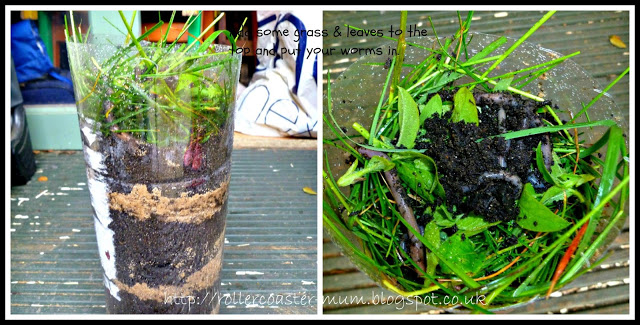 Add some grass & leaves to the
top and put your worms in.
http://rollercoaster-mum.blogspot.co.uk